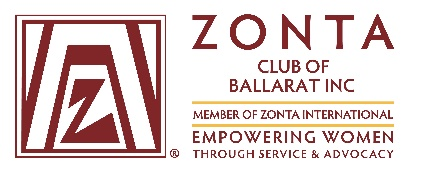 ZONTA
CLUB OF
BALLARAT INC
MEMBER OF ZONTA INTERNATIONAL
EMPOWERING WOMEN
THROUGH SERVICE & ADVOCACY
Z
®